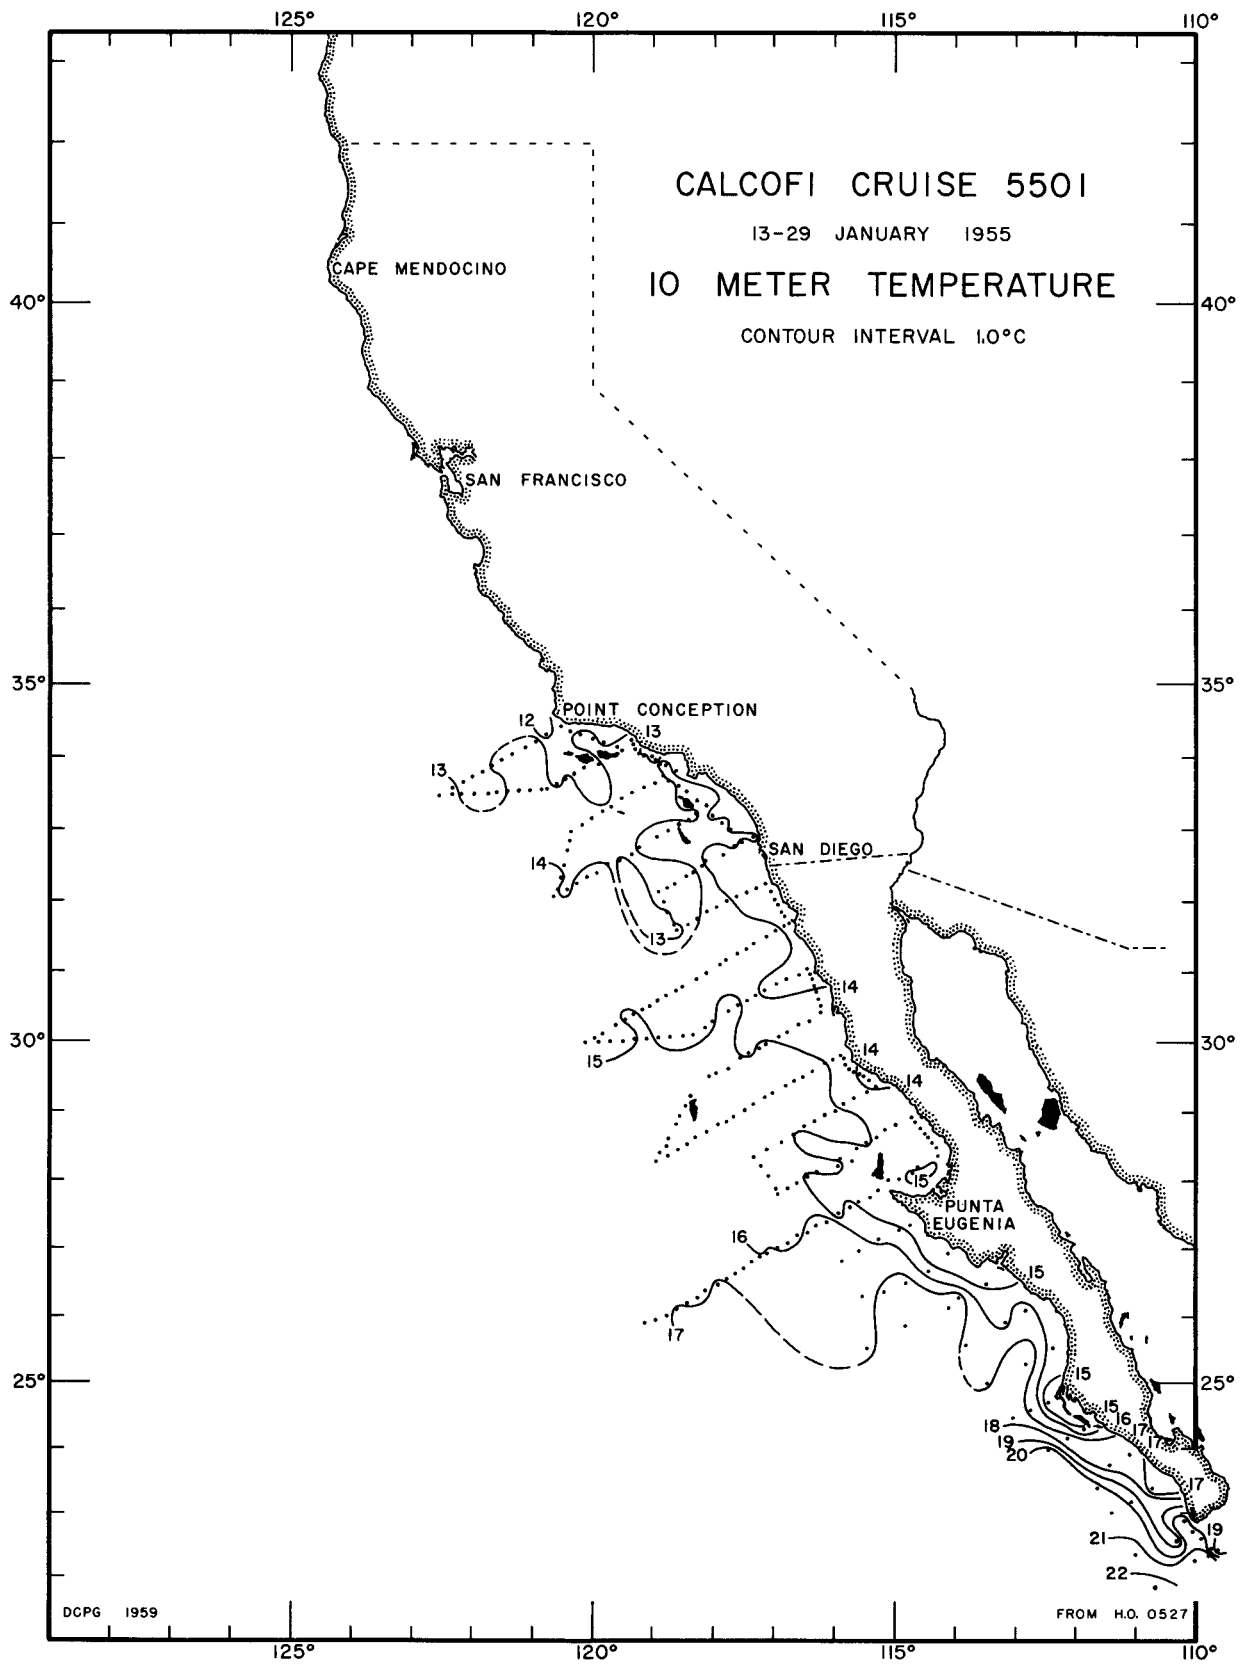 125° 120° 115° 110°
CALCOFI CRUISE 5501
13-29 JANUARY 1955
CAPE MENDOCINO
10 METER TEMPERATURE
40° 40°
CONTOUR INTERVAL 1.0°C
SAN FRANCISCO
35° 35°
POINT CONCEPTION
12
13
13
SAN DIEGO
14
13
14
30° 30°
14
15
14
15
PUNTA
EUGENIA
16
15
17
25° 25°
15
15
16
18
17
19
17
20
17
19
21
22
DCPG 1959
FROM H.O. 0527
125° 120° 115° 110°